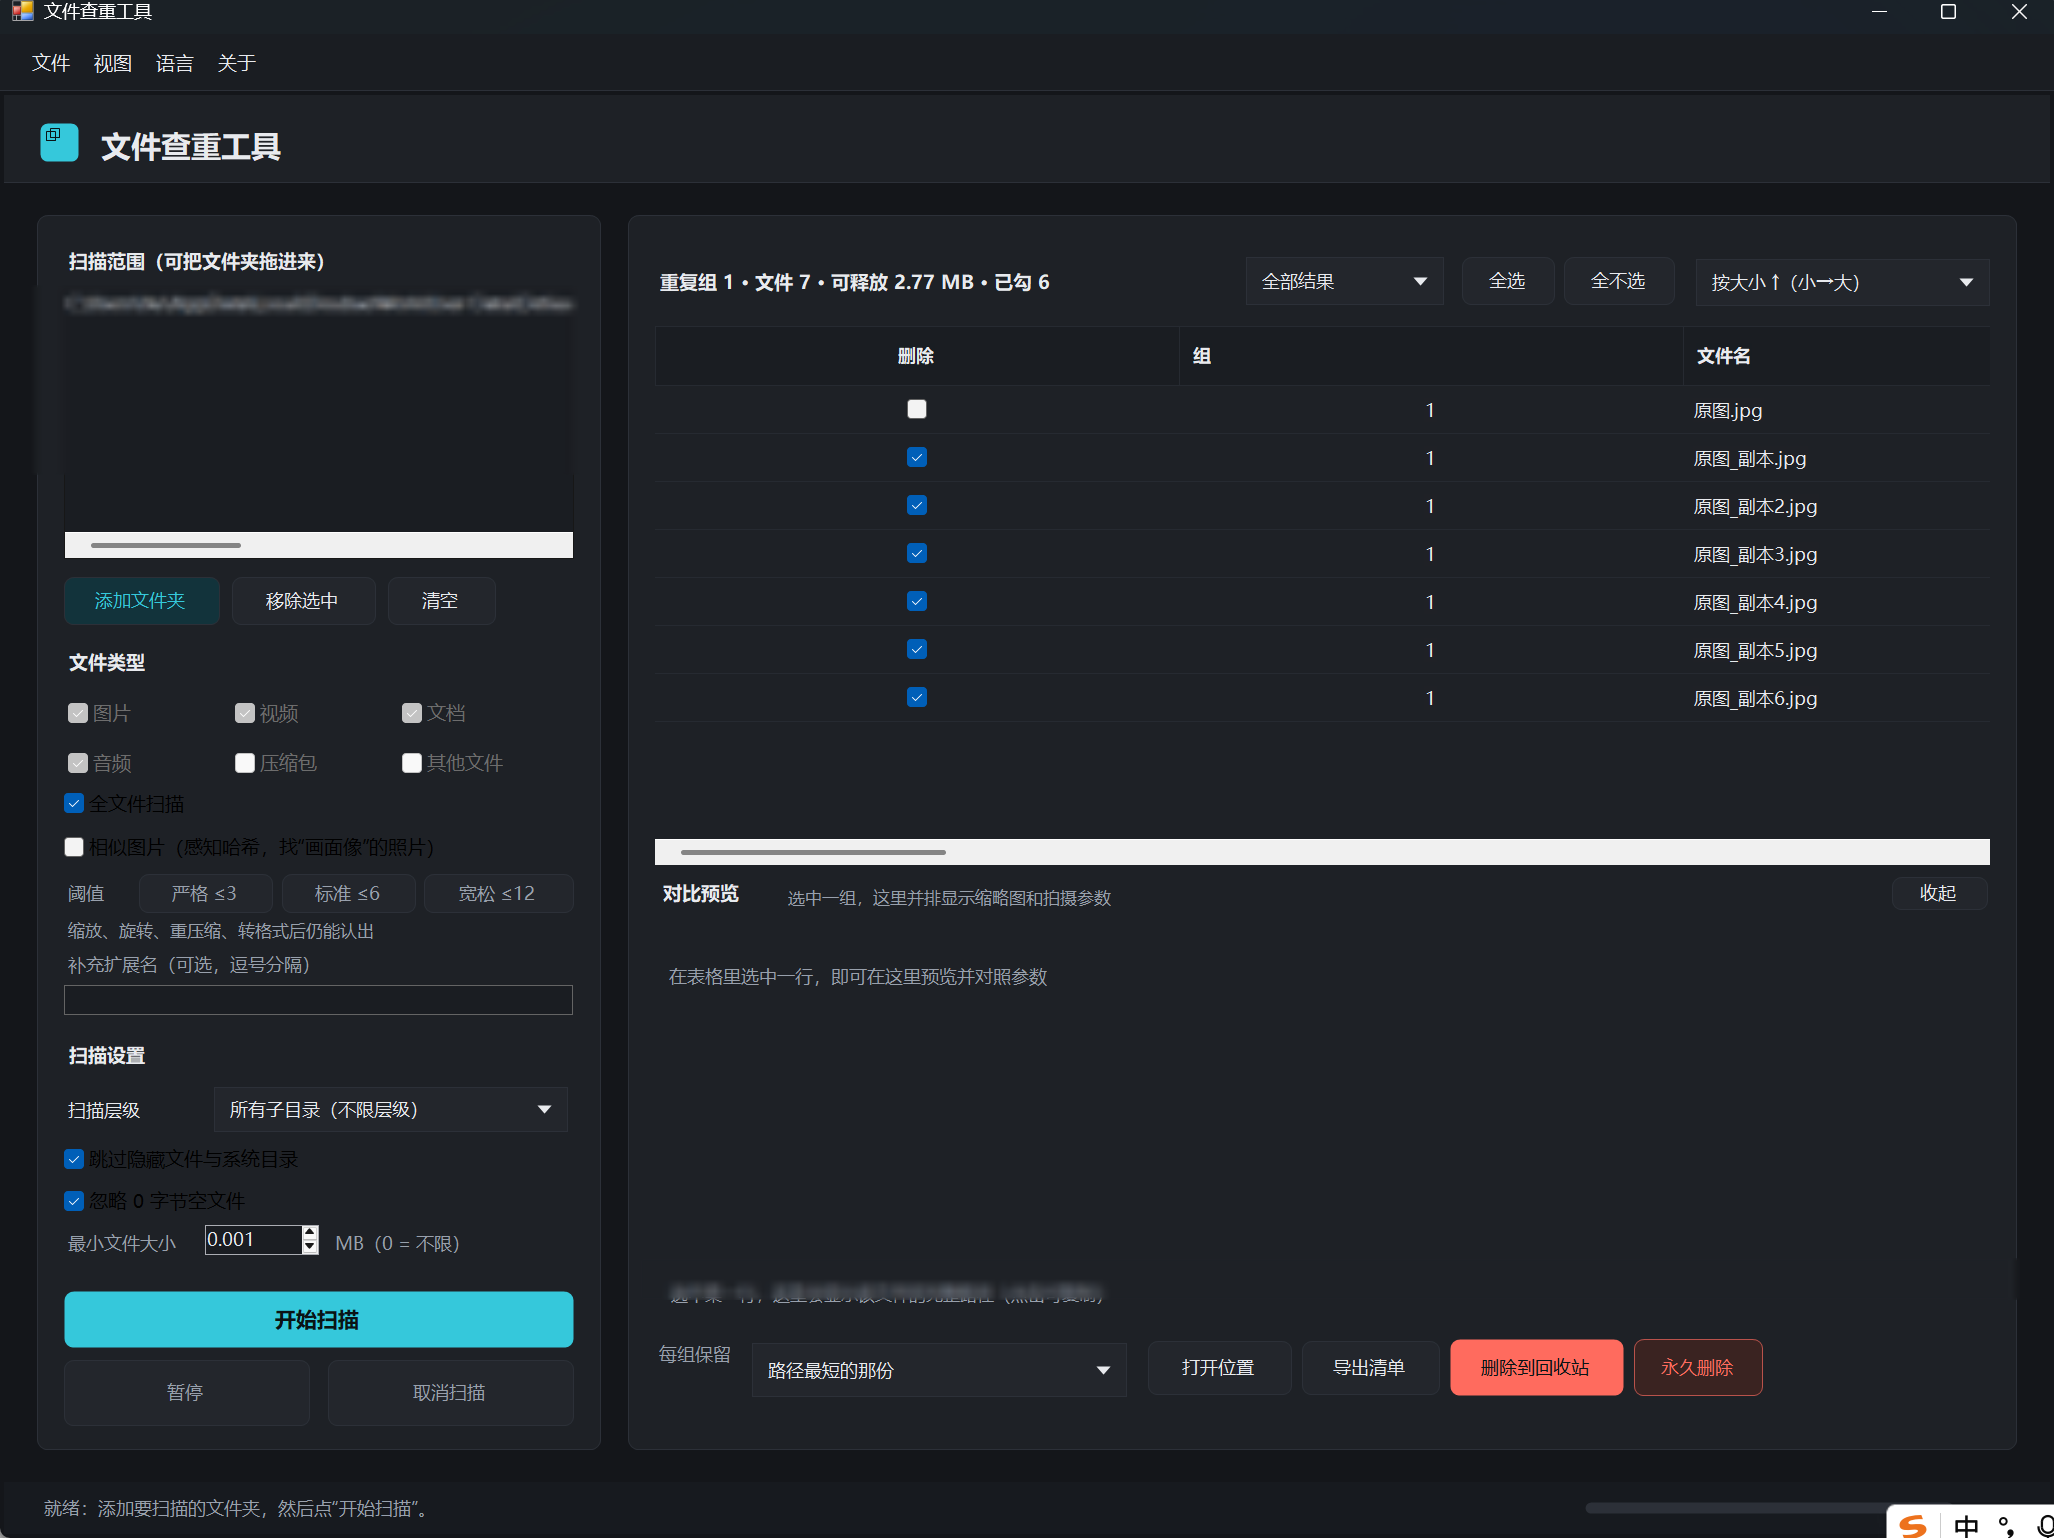 文件查重工具
文件 视图 语言 关于
文件查重工具
扫描范围（可把文件夹拖进来）
添加文件夹 移除选中 清空
文件类型
图片 视频 文档
音频 压缩包 其他文件
全文件扫描
相似图片（感知哈希，找“画面像”的照片）
阈值 严格 ≤3 标准 ≤6 宽松 ≤12
缩放、旋转、重压缩、转格式后仍能认出
补充扩展名（可选，逗号分隔）
扫描设置
扫描层级 所有子目录（不限层级）
跳过隐藏文件与系统目录
忽略 0 字节空文件
最小文件大小 0.001 MB（0 = 不限）
开始扫描
暂停 取消扫描
重复组 1 · 文件 7 · 可释放 2.77 MB · 已勾 6
全部结果 全选 全不选 按大小↑（小→大）
删除 组 文件名
1 原图.jpg
1 原图_副本.jpg
1 原图_副本2.jpg
1 原图_副本3.jpg
1 原图_副本4.jpg
1 原图_副本5.jpg
1 原图_副本6.jpg
对比预览 选中一组，这里并排显示缩略图和拍摄参数 收起
在表格里选中一行，即可在这里预览并对照参数
每组保留 路径最短的那份 打开位置 导出清单 删除到回收站 永久删除
就绪：添加要扫描的文件夹，然后点“开始扫描”。
中